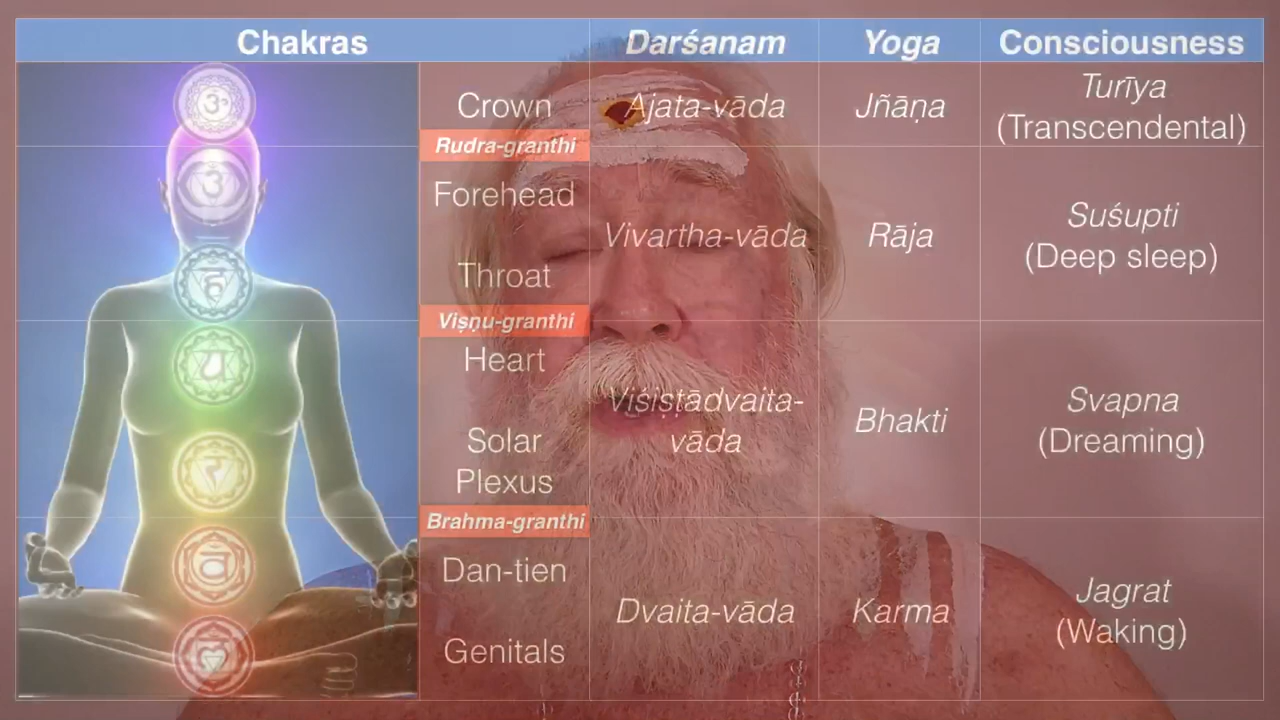 Chakras Darśanam Yoga Consciousness
Crown Ajata-vāda Jñāņa Turīya
(Transcendental)
Rudra-granthi
Forehead
Vivartha-vāda Rāja Suśupti
(Deep sleep)
Throat
Viṣṇu-granthi
Heart
Viśiṣṭādvaita-
vāda
Bhakti
Svapna
(Dreaming)
Solar
Plexus
Brahma-granthi
Dan-tien
Dvaita-vāda Karma Jagrat
(Waking)
Genitals